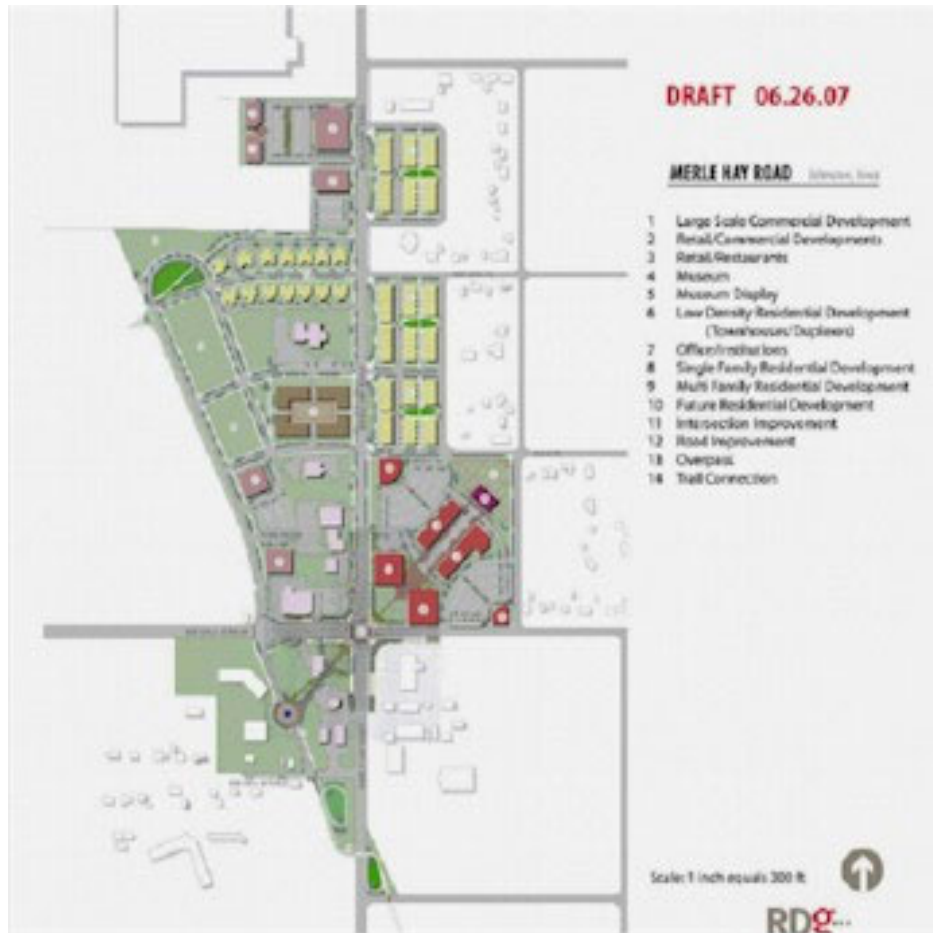 DRAFT 06.26.07
MERLE HAY ROAD Johnston, Iowa
1 Large Scale Commercial Development
2 Retail/Commercial Developments
3 Retail/Restaurants
4 Museum
5 Museum Display
6 Low Density Residential Development
(Townhouses/Duplexes)
7 Office/Institutions
8 Single Family Residential Development
9 Multi Family Residential Development
10 Future Residential Development
11 Intersection Improvement
12 Road Improvement
13 Overpass
14 Trail Connection
Scale: 1 inch equals 300 ft
RDg...